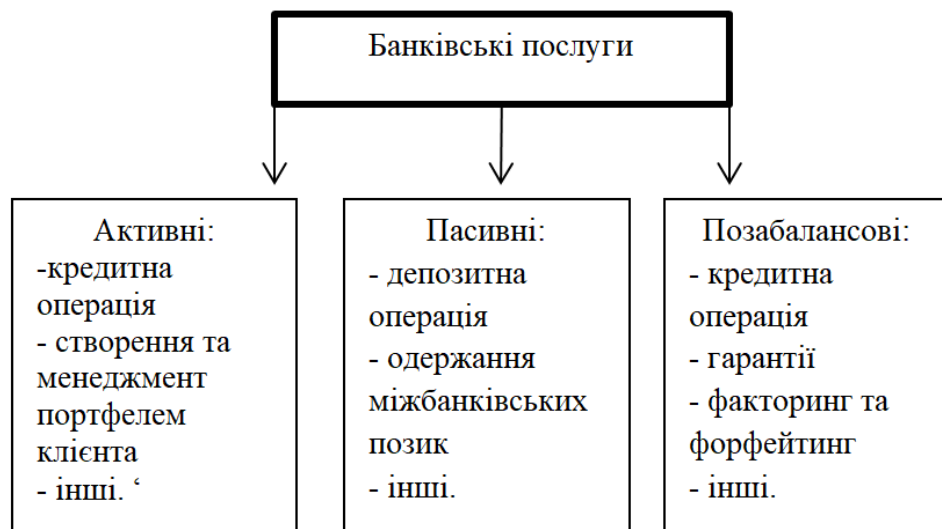 Банківські послуги
Активні:
-кредитна
операція
- створення та
менеджмент
портфелем
клієнта
- інші. ‘
Пасивні:
- депозитна
операція
- одержання
міжбанківських
позик
- інші.
Позабалансові:
- кредитна
операція
- гарантії
- факторинг та
форфейтинг
- інші.